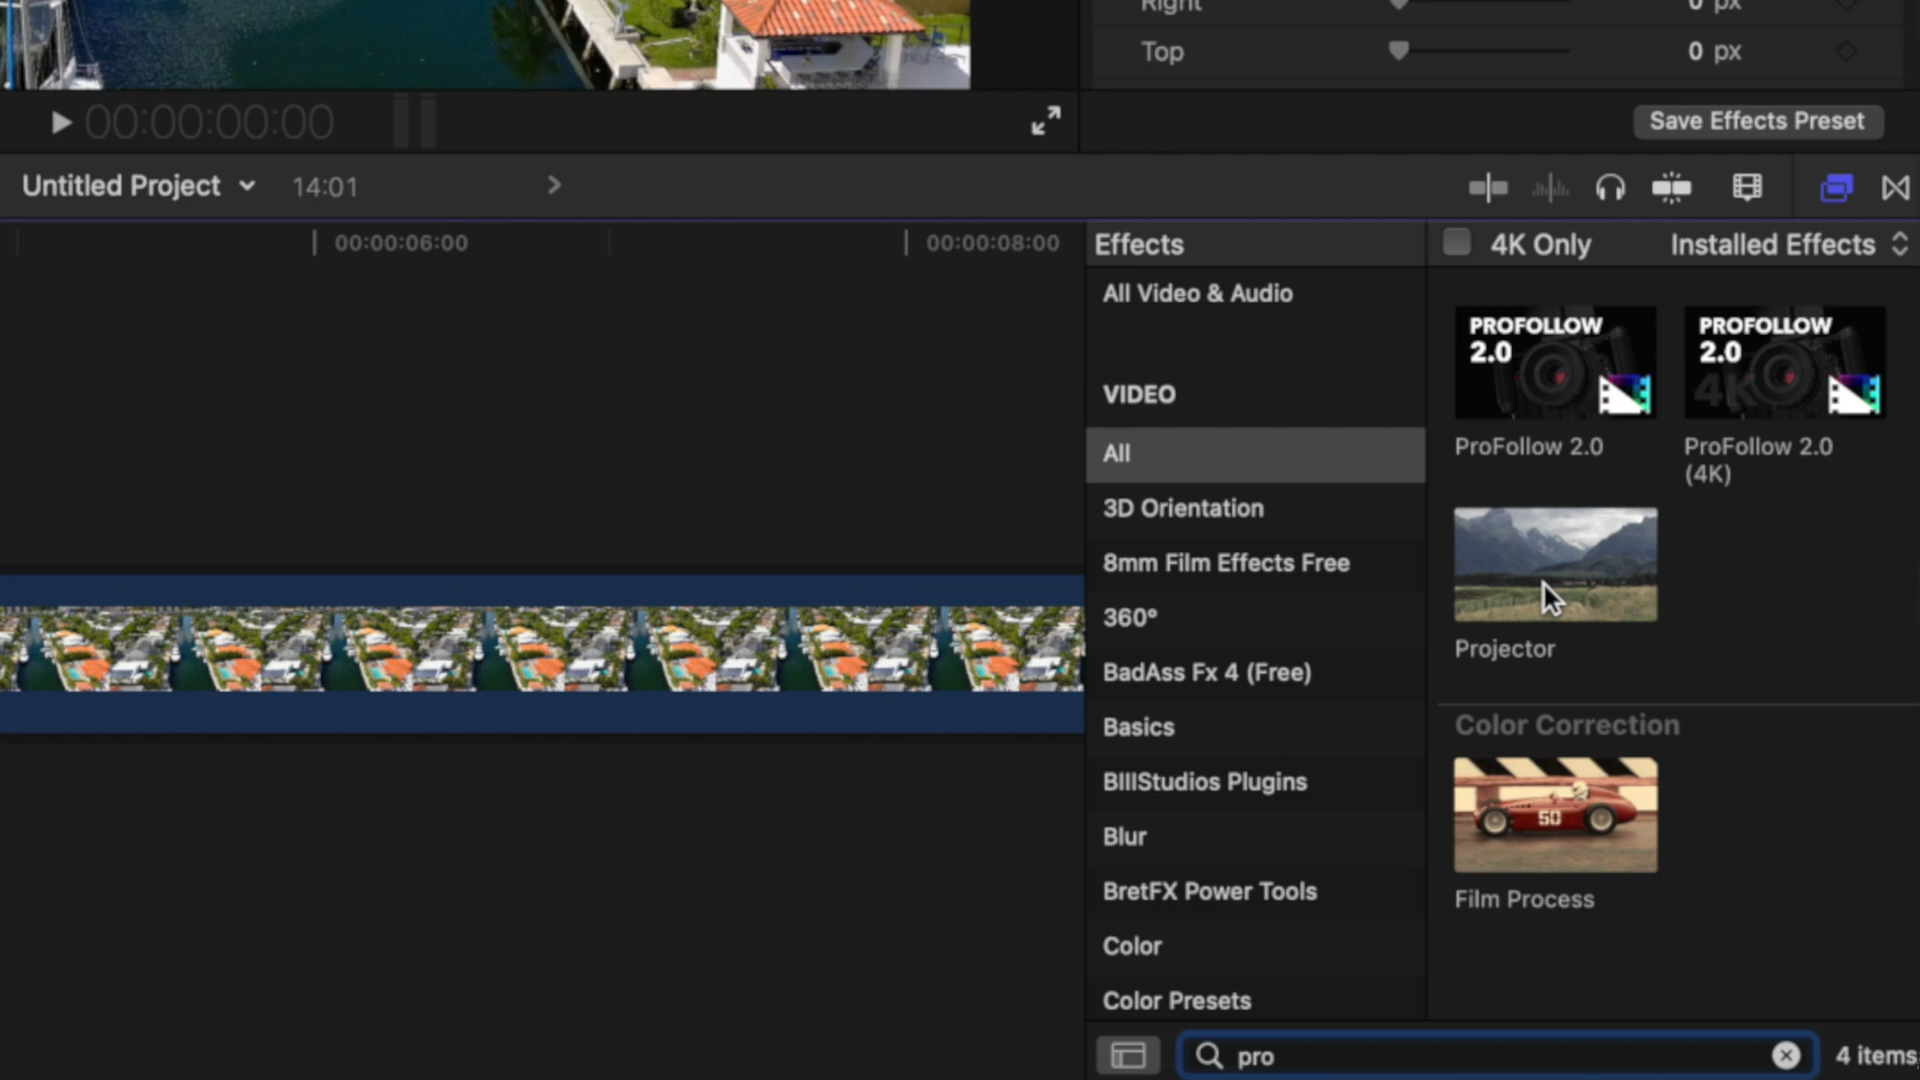 Right 0 px
Top 0 px
00:00:00:00
Save Effects Preset
Untitled Project 14:01
00:00:06:00 00:00:08:00
Effects
4K Only Installed Effects
All Video & Audio
VIDEO
All
3D Orientation
8mm Film Effects Free
360°
BadAss Fx 4 (Free)
Basics
BIIIStudios Plugins
Blur
BretFX Power Tools
Color
Color Presets
PROFOLLOW
2.0
ProFollow 2.0
PROFOLLOW
2.0
4K
ProFollow 2.0
(4K)
Projector
Color Correction
50
Film Process
pro
4 items